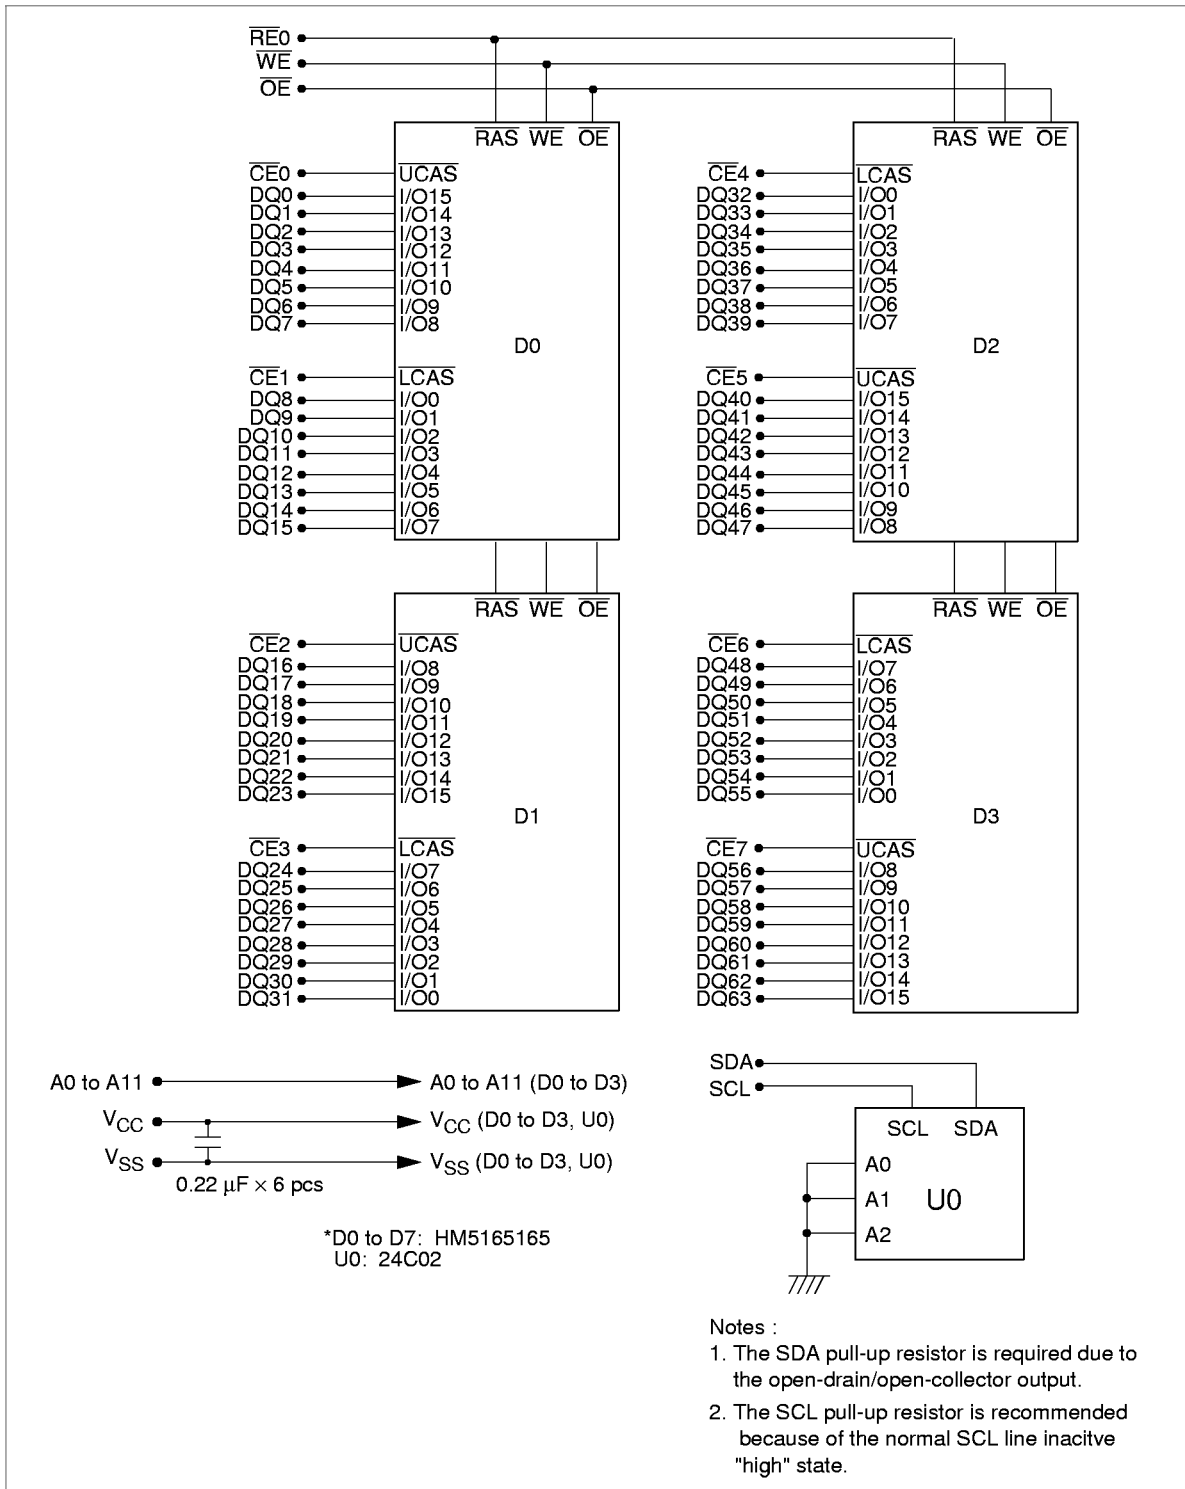 RE0
WE
OE
RAS WE OE
CE0 UCAS
DQ0 I/O15
DQ1 I/O14
DQ2 I/O13
DQ3 I/O12
DQ4 I/O11
DQ5 I/O10
DQ6 I/O9
DQ7 I/O8
D0
CE1 LCAS
DQ8 I/O0
DQ9 I/O1
DQ10 I/O2
DQ11 I/O3
DQ12 I/O4
DQ13 I/O5
DQ14 I/O6
DQ15 I/O7
RAS WE OE
CE4 LCAS
DQ32 I/O0
DQ33 I/O1
DQ34 I/O2
DQ35 I/O3
DQ36 I/O4
DQ37 I/O5
DQ38 I/O6
DQ39 I/O7
D2
CE5 UCAS
DQ40 I/O15
DQ41 I/O14
DQ42 I/O13
DQ43 I/O12
DQ44 I/O11
DQ45 I/O10
DQ46 I/O9
DQ47 I/O8
RAS WE OE
CE2 UCAS
DQ16 I/O8
DQ17 I/O9
DQ18 I/O10
DQ19 I/O11
DQ20 I/O12
DQ21 I/O13
DQ22 I/O14
DQ23 I/O15
D1
CE3 LCAS
DQ24 I/O7
DQ25 I/O6
DQ26 I/O5
DQ27 I/O4
DQ28 I/O3
DQ29 I/O2
DQ30 I/O1
DQ31 I/O0
RAS WE OE
CE6 LCAS
DQ48 I/O7
DQ49 I/O6
DQ50 I/O5
DQ51 I/O4
DQ52 I/O3
DQ53 I/O2
DQ54 I/O1
DQ55 I/O0
D3
CE7 UCAS
DQ56 I/O8
DQ57 I/O9
DQ58 I/O10
DQ59 I/O11
DQ60 I/O12
DQ61 I/O13
DQ62 I/O14
DQ63 I/O15
A0 to A11 A0 to A11 (D0 to D3)
VCC VCC (D0 to D3, U0)
VSS VSS (D0 to D3, U0)
0.22 μF × 6 pcs
*D0 to D7: HM5165165
U0: 24C02
SDA
SCL
SCL SDA
A0
A1 U0
A2
Notes :
1. The SDA pull-up resistor is required due to
the open-drain/open-collector output.
2. The SCL pull-up resistor is recommended
because of the normal SCL line inacitve
"high" state.